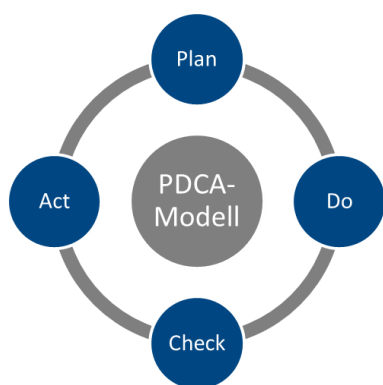 Plan
Act
PDCA-
Modell
Do
Check